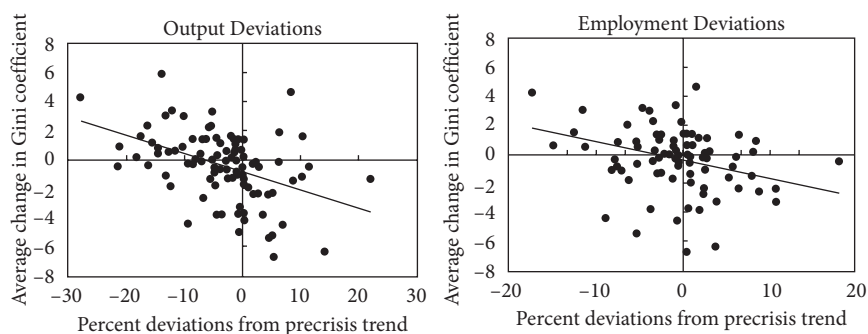 Output Deviations
Average change in Gini coefficient
8
6
4
2
0
−2
−4
−6
8
−30 −20 −10 0 10 20 30
Percent deviations from precrisis trend
Employment Deviations
Average change in Gini coefficient
8
6
4
2
0
−2
−4
−6
−8
−20 −10 0 10 20
Percent deviations from precrisis trend